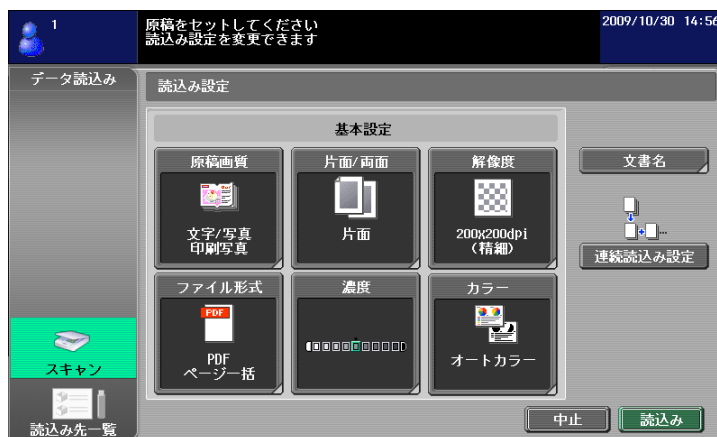 1
原稿をセットしてください
読込み設定を変更できます
2009/10/30 14:56
データ読込み
読込み設定
基本設定
原稿画質
文字/写真
印刷写真
片面/両面
片面
解像度
200X200dpi
(精細)
文書名
連続読込み設定
ファイル形式
PDF
PDF
ページ一括
濃度
カラー
オートカラー
スキャン
読込み先一覧
中止
読込み